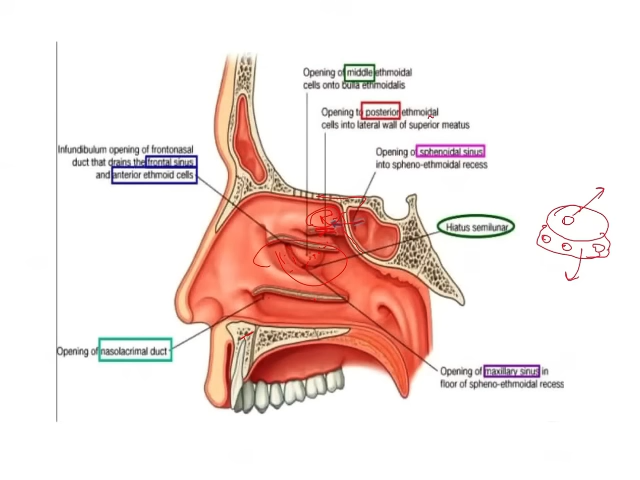 Opening of middle ethmoidal
cells onto bulla ethmoidalis
Opening to posterior ethmoidal
cells into lateral wall of superior meatus
Infundibulum opening of frontonasal
duct that drains the frontal sinus
and anterior ethmoid cells
Opening of sphenoidal sinus
into spheno-ethmoidal recess
Hiatus semilunar
Opening of nasolacrimal duct
Opening of maxillary sinus in
floor of spheno-ethmoidal recess